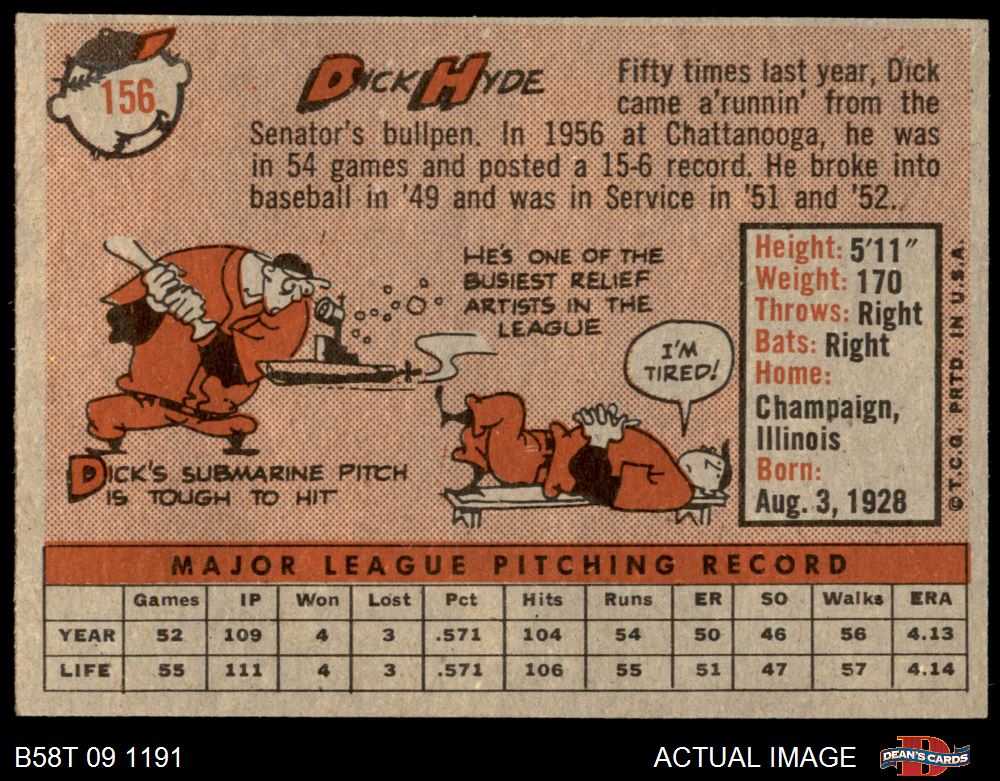 156
DICK HYDE
Fifty times last year, Dick
came a'runnin' from the
Senator's bullpen. In 1956 at Chattanooga, he was
in 54 games and posted a 15-6 record. He broke into
baseball in '49 and was in Service in '51 and '52..
HE'S ONE OF THE
BUSIEST RELIEF
ARTISTS IN THE
LEAGUE
I'M
TIRED!
DICK'S SUBMARINE PITCH
IS TOUGH TO HIT
Height: 5'11"
Weight: 170
Throws: Right
Bats: Right
Home:
Champaign,
Illinois
Born:
Aug. 3, 1928
© T.C.G. PRTD. IN U.S.A.
MAJOR LEAGUE PITCHING RECORD
Games IP Won Lost Pct Hits Runs ER SO Walks ERA
YEAR 52 109 4 3 .571 104 54 50 46 56 4.13
LIFE 55 111 4 3 .571 106 55 51 47 57 4.14
B58T 09 1191
ACTUAL IMAGE
D
DEAN'S CARDS